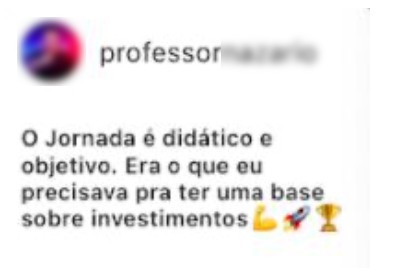 professor
O Jornada é didático e
objetivo. Era o que eu
precisava pra ter uma base
sobre investimentos💪🚀🏆